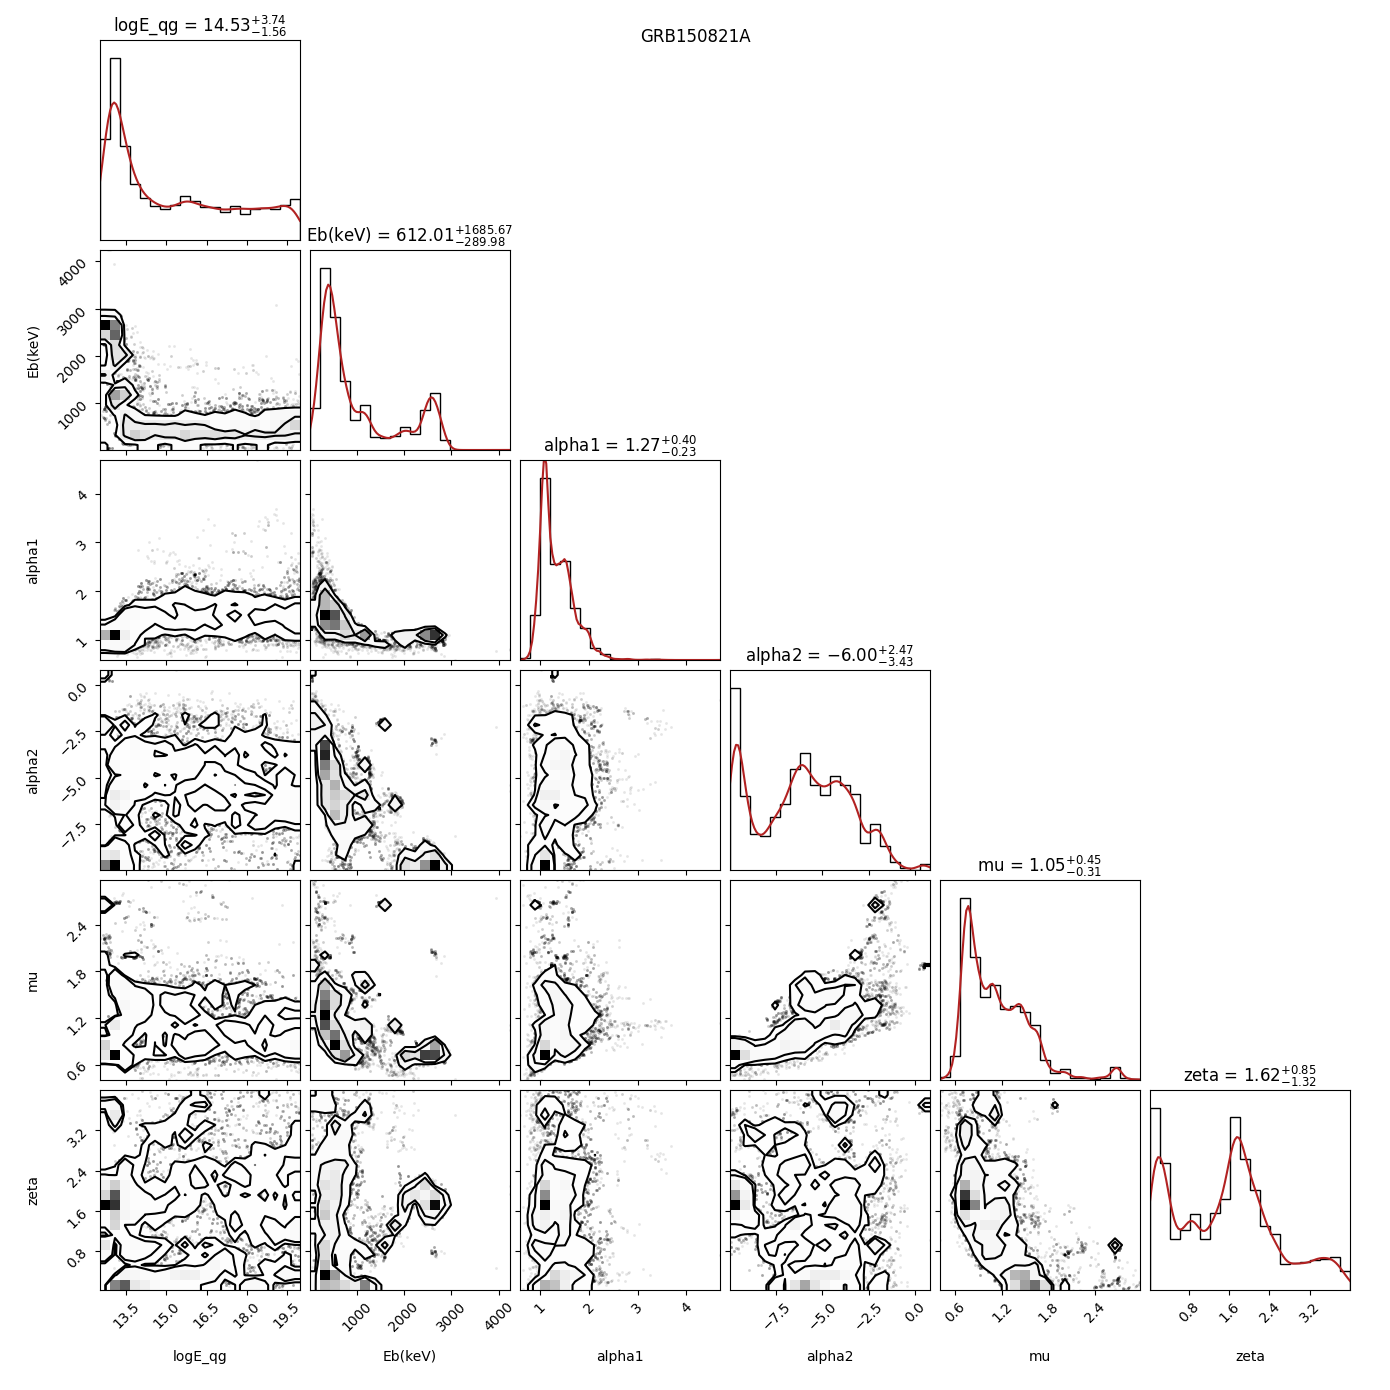 logE_qg = 14.53+3.74−1.56
GRB150821A
Eb(keV) = 612.01+1685.67−289.98
4000
3000
2000
1000
Eb(keV)
alpha1 = 1.27+0.40−0.23
4
3
2
1
alpha1
alpha2 = −6.00+2.47−3.43
0.0
−2.5
−5.0
−7.5
alpha2
mu = 1.05+0.45−0.31
2.4
1.8
1.2
0.6
mu
zeta = 1.62+0.85−1.32
3.2
2.4
1.6
0.8
zeta
13.5 15.0 16.5 18.0 19.5 1000 2000 3000 4000 1 2 3 4 −7.5 −5.0 −2.5 0.0 0.6 1.2 1.8 2.4 0.8 1.6 2.4 3.2
logE_qg Eb(keV) alpha1 alpha2 mu zeta